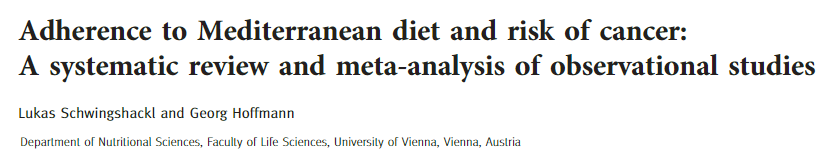 Adherence to Mediterranean diet and risk of cancer:
A systematic review and meta-analysis of observational studies
Lukas Schwingshackl and Georg Hoffmann
Department of Nutritional Sciences, Faculty of Life Sciences, University of Vienna, Vienna, Austria